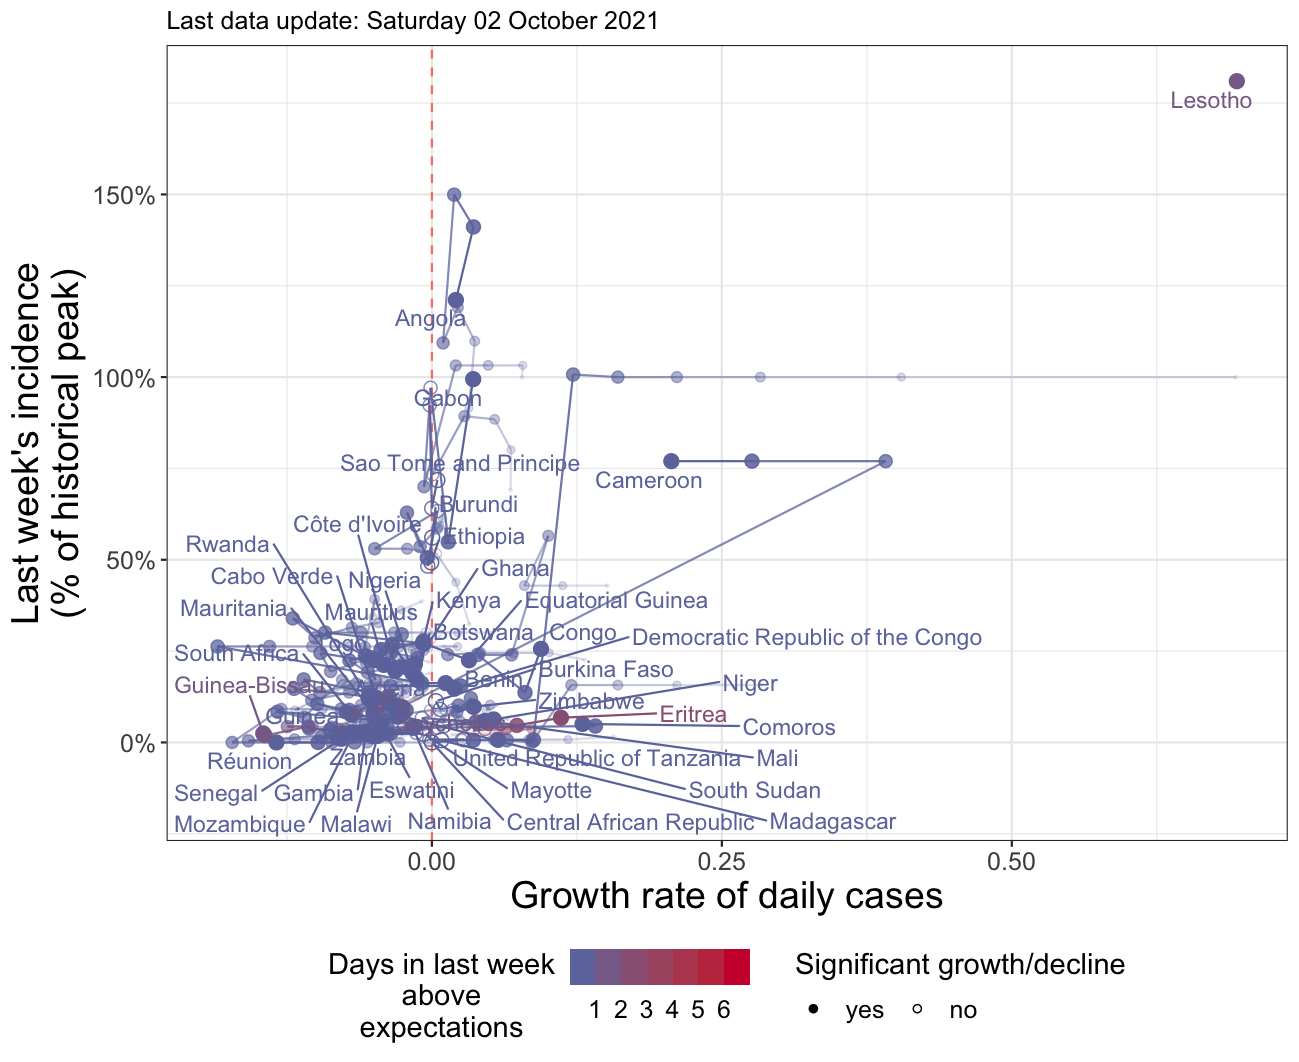 Last data update: Saturday 02 October 2021
Last week's incidence
(% of historical peak)
150%
100%
50%
0%
Lesotho
Angola
Gabon
Sao Tome and Principe
Cameroon
Burundi
Côte d'Ivoire
Ethiopia
Rwanda
Ghana
Cabo Verde
Nigeria
Kenya
Equatorial Guinea
Mauritania
Mauritius
Botswana
Congo
Democratic Republic of the Congo
South Africa
Burkina Faso
Guinea-Bissau
Benin
Niger
Zimbabwe
Guinea
Eritrea
Comoros
Réunion
Zambia
United Republic of Tanzania
Mali
Senegal
Gambia
Eswatini
Mayotte
South Sudan
Mozambique
Malawi
Namibia
Central African Republic
Madagascar
0.00
0.25
0.50
Growth rate of daily cases
Days in last week
above
expectations
1 2 3 4 5 6
Significant growth/decline
yes
no